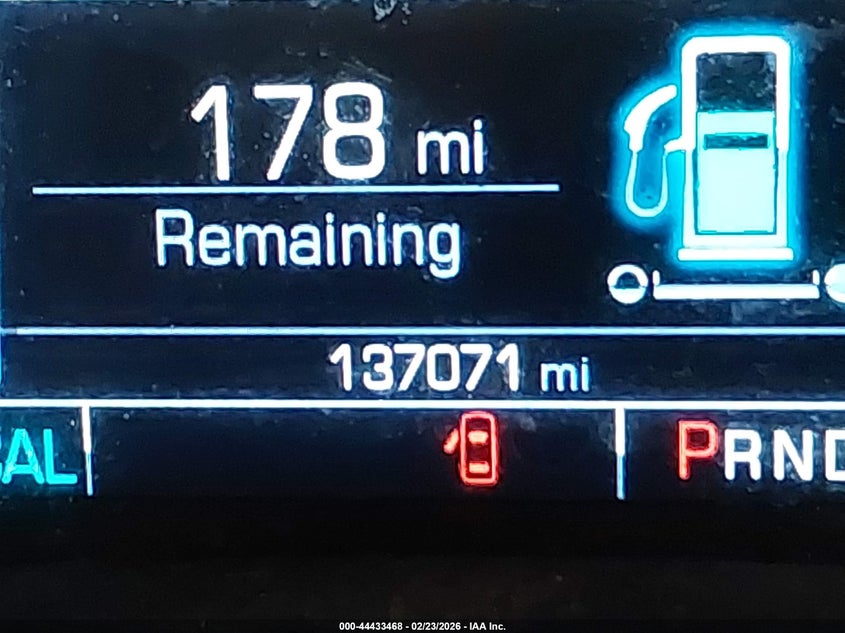 178 mi
Remaining
137071 mi
AL
PRND
000-44433468 - 02/23/2026 - IAA Inc.